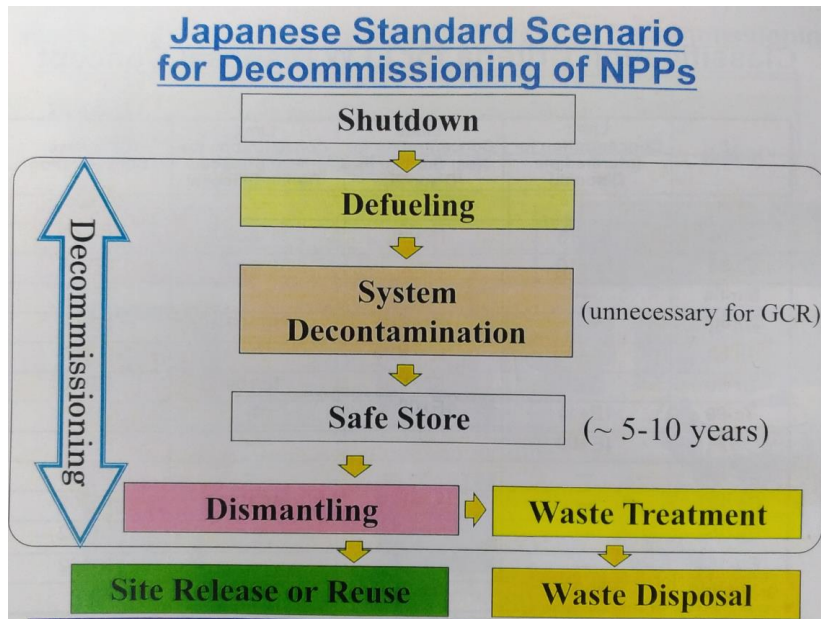 Japanese Standard Scenario
for Decommissioning of NPPs
Shutdown
Decommissioning
Defueling
System
Decontamination
(unnecessary for GCR)
Safe Store
(~ 5-10 years)
Dismantling
Waste Treatment
Site Release or Reuse
Waste Disposal